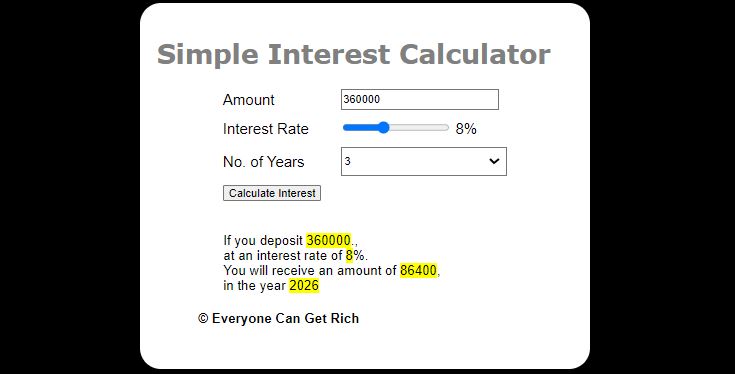 Simple Interest Calculator
Amount 360000
Interest Rate 8%
No. of Years 3
Calculate Interest
If you deposit 360000.,
at an interest rate of 8%.
You will receive an amount of 86400,
in the year 2026
© Everyone Can Get Rich